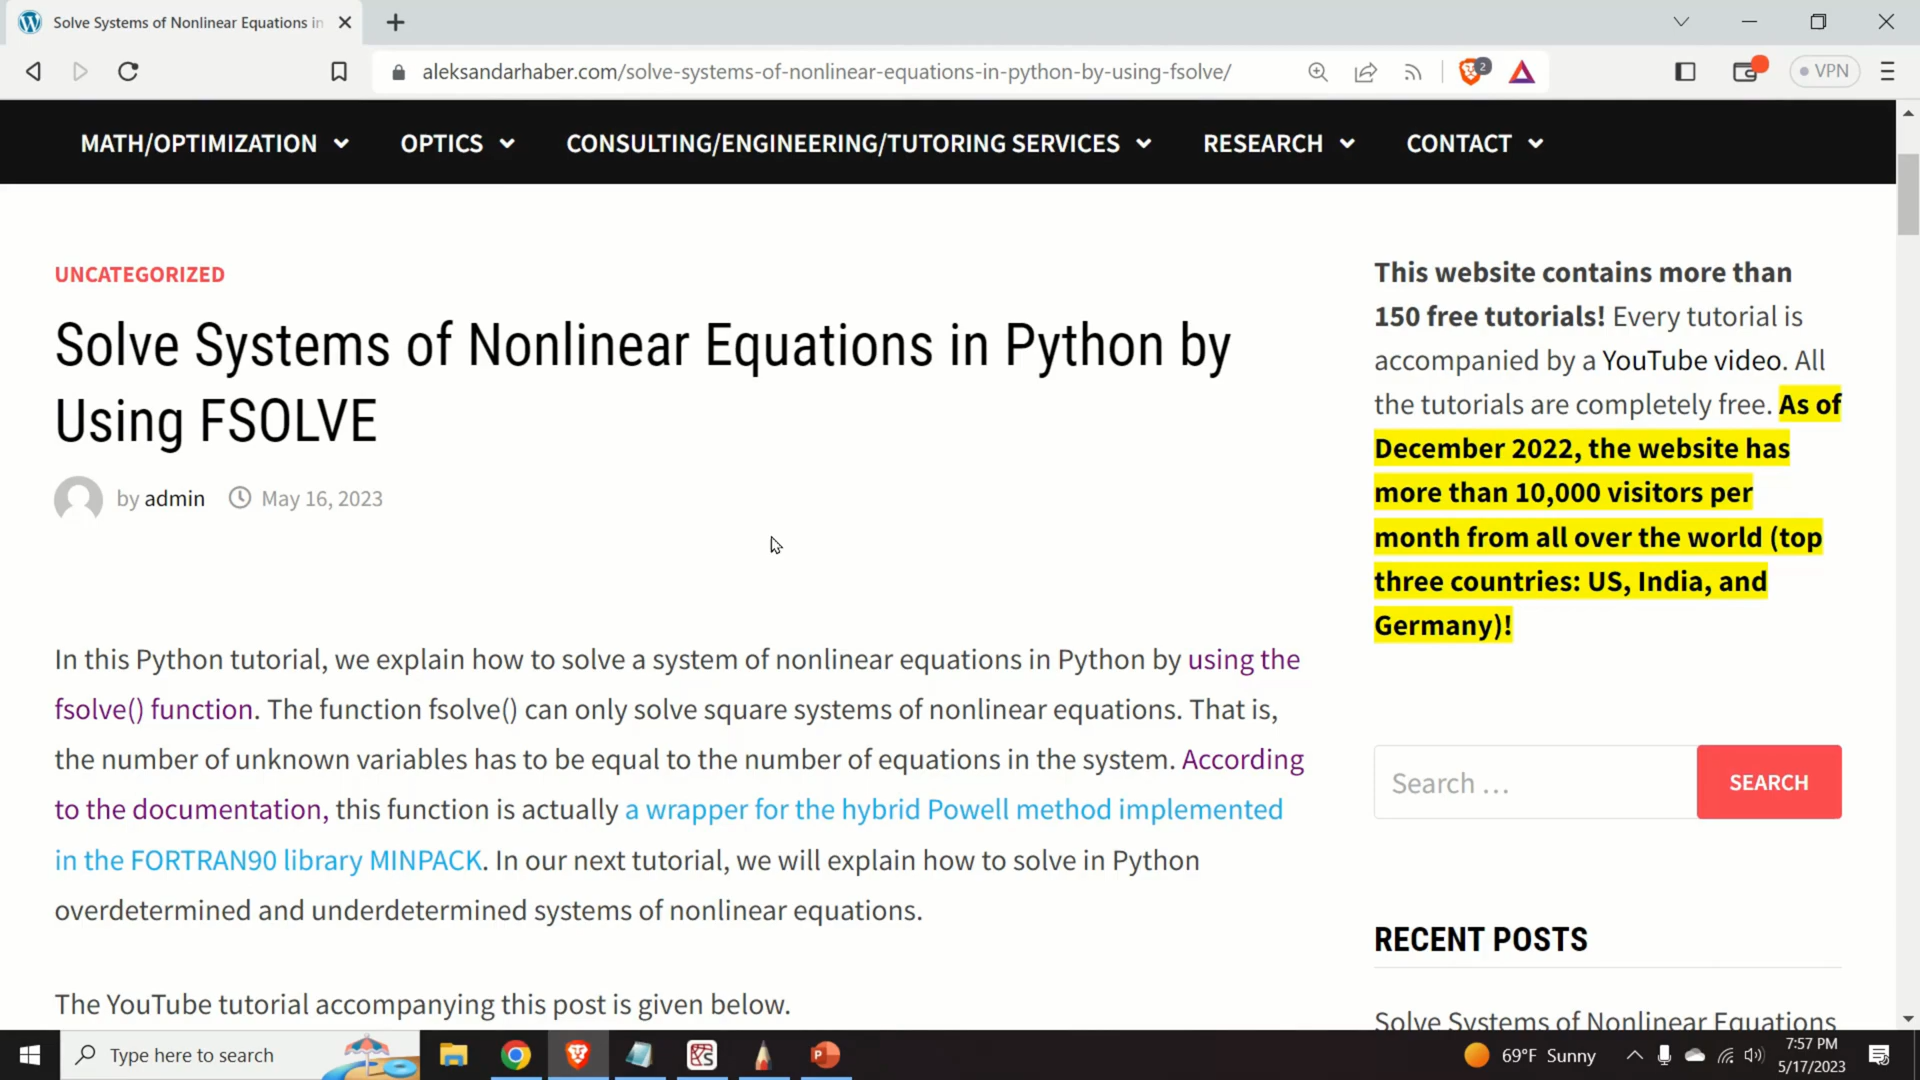 Solve Systems of Nonlinear Equations in
aleksandarhaber.com/solve-systems-of-nonlinear-equations-in-python-by-using-fsolve/
2
VPN
MATH/OPTIMIZATION
OPTICS
CONSULTING/ENGINEERING/TUTORING SERVICES
RESEARCH
CONTACT
UNCATEGORIZED
Solve Systems of Nonlinear Equations in Python by
Using FSOLVE
by admin
May 16, 2023
In this Python tutorial, we explain how to solve a system of nonlinear equations in Python by using the
fsolve() function. The function fsolve() can only solve square systems of nonlinear equations. That is,
the number of unknown variables has to be equal to the number of equations in the system. According
to the documentation, this function is actually a wrapper for the hybrid Powell method implemented
in the FORTRAN90 library MINPACK. In our next tutorial, we will explain how to solve in Python
overdetermined and underdetermined systems of nonlinear equations.
The YouTube tutorial accompanying this post is given below.
This website contains more than
150 free tutorials! Every tutorial is
accompanied by a YouTube video. All
the tutorials are completely free. As of
December 2022, the website has
more than 10,000 visitors per
month from all over the world (top
three countries: US, India, and
Germany)!
Search …
SEARCH
RECENT POSTS
Solve Systems of Nonlinear Equations
Type here to search
69°F Sunny
7:57 PM
5/17/2023